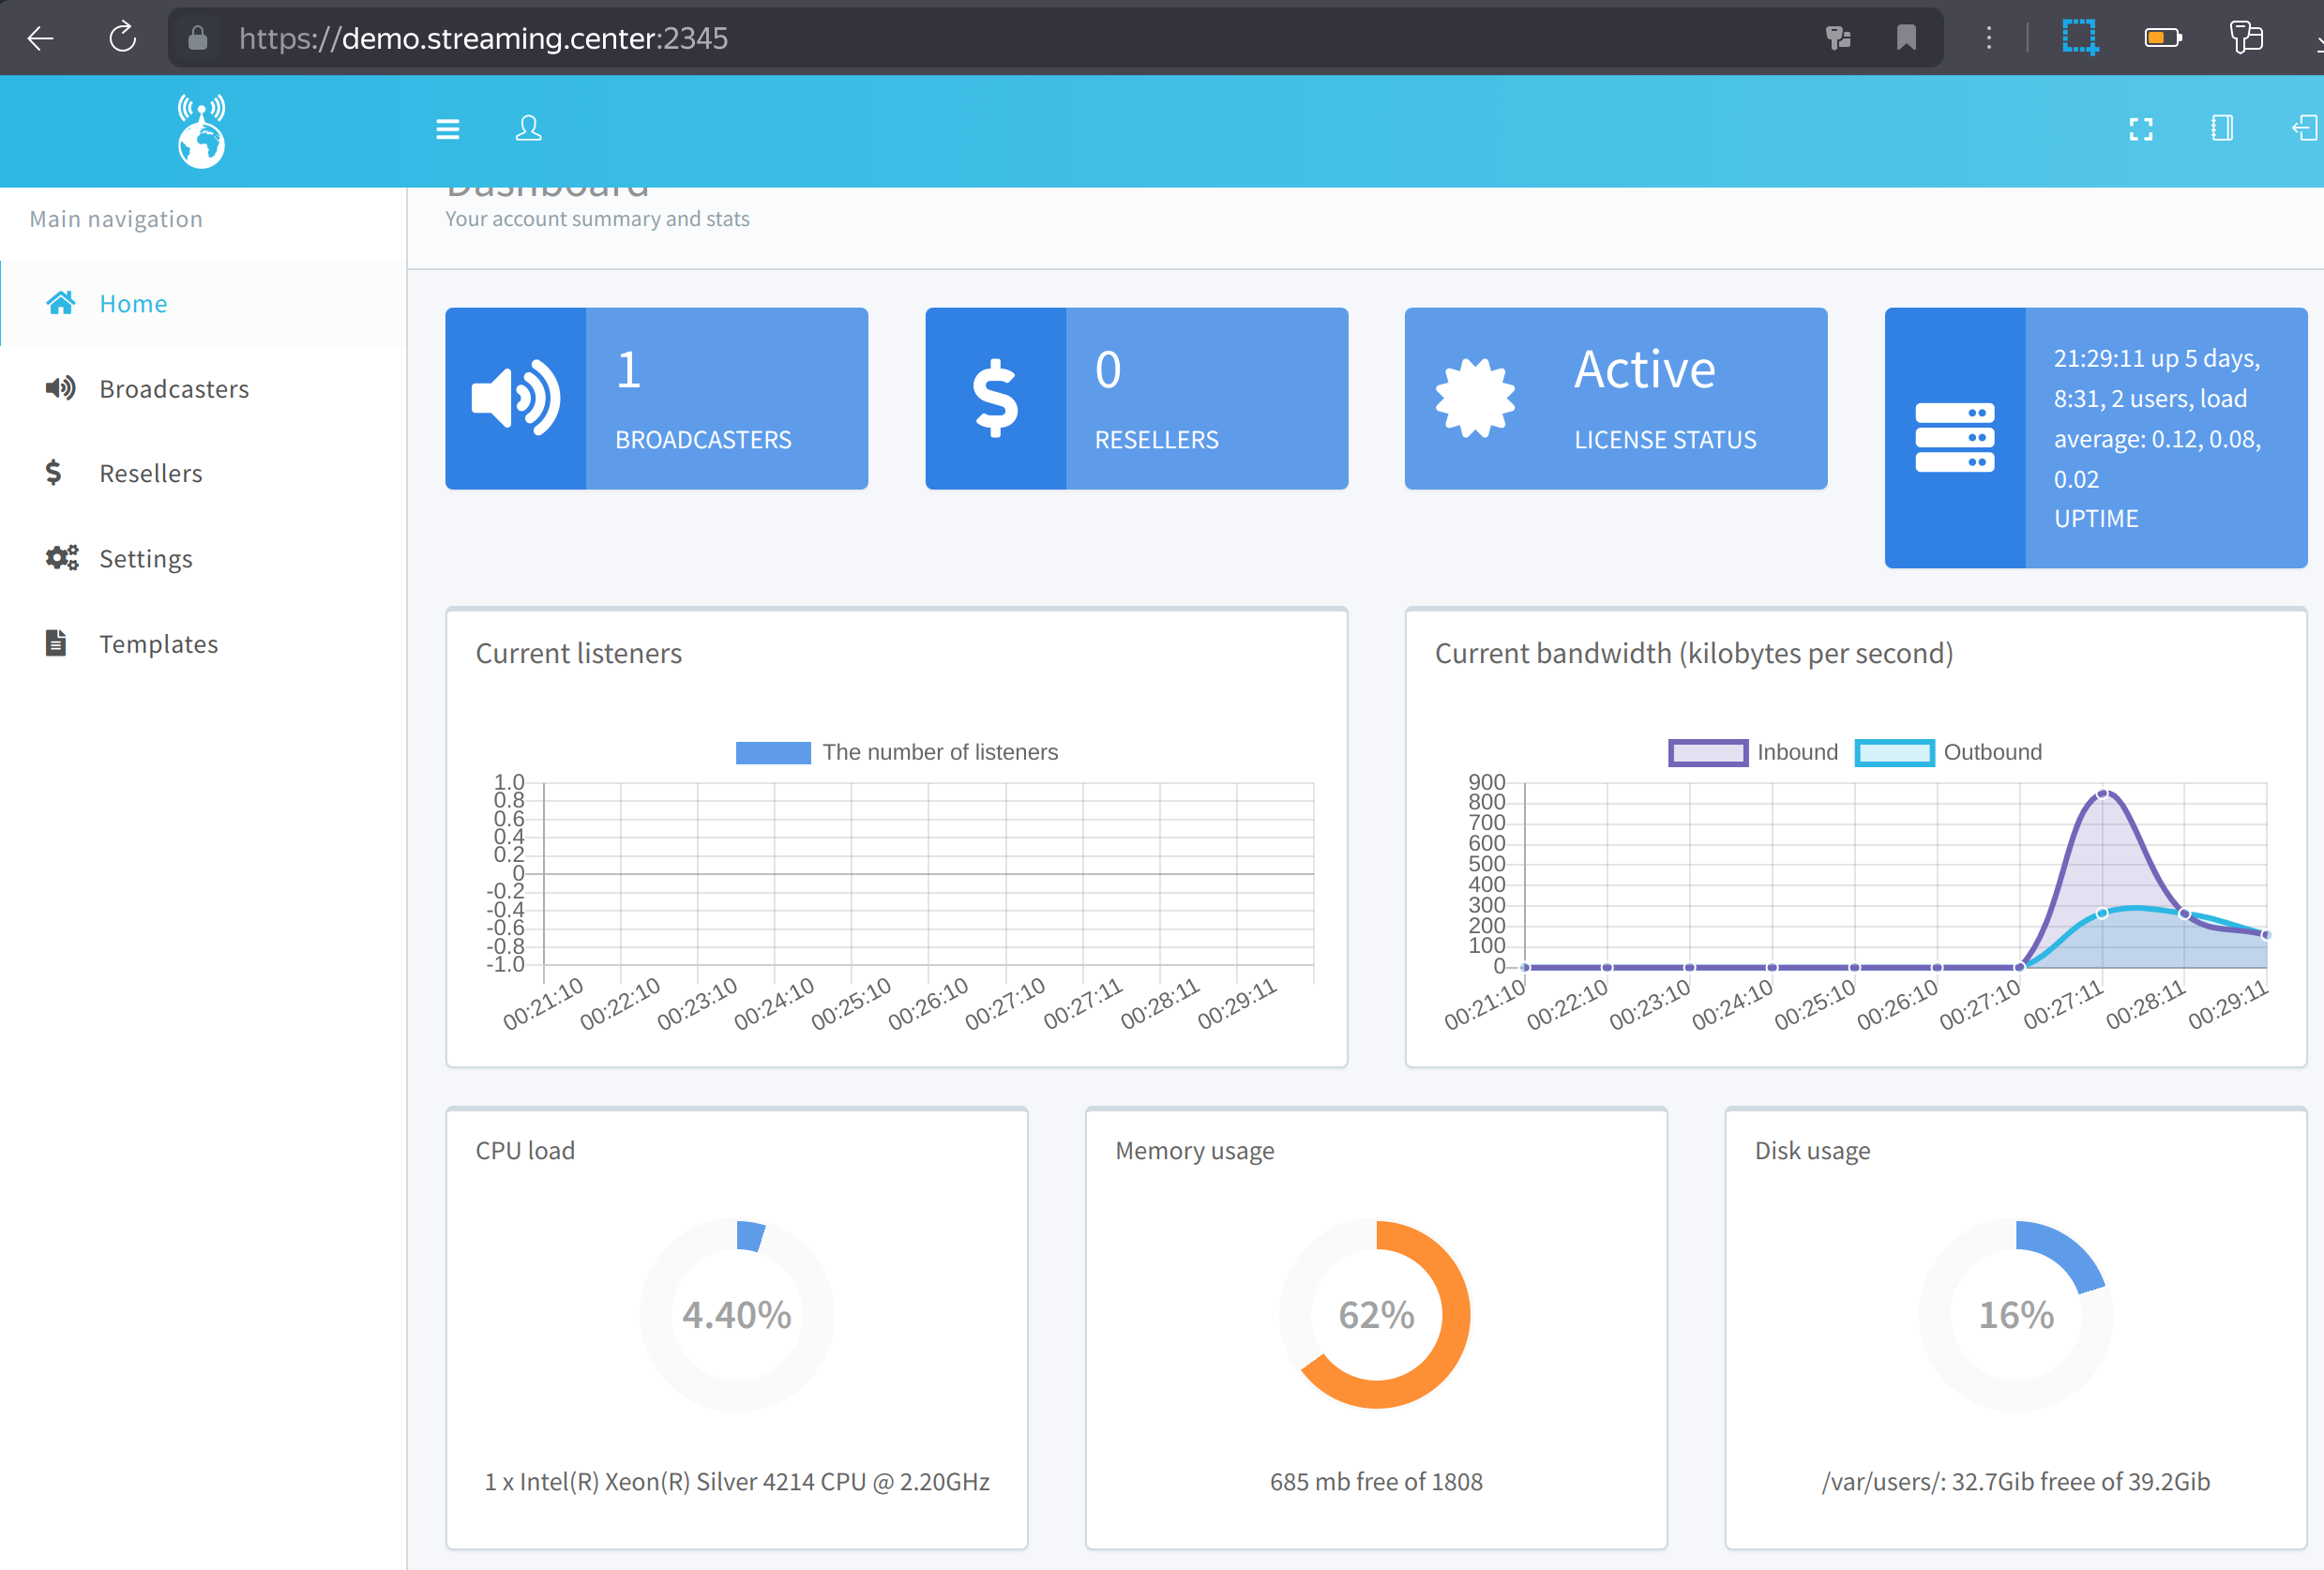 https://demo.streaming.center:2345
Dashboard
Main navigation
Your account summary and stats
Home
Broadcasters
Resellers
Settings
Templates
1
BROADCASTERS
0
RESELLERS
Active
LICENSE STATUS
21:29:11 up 5 days,
8:31, 2 users, load
average: 0.12, 0.08,
0.02
UPTIME
Current listeners
The number of listeners
1.0
0.8
0.6
0.4
0.2
0
-0.2
-0.4
-0.6
-0.8
-1.0
00:21:10
00:22:10
00:23:10
00:24:10
00:25:10
00:26:10
00:27:10
00:27:11
00:28:11
00:29:11
Current bandwidth (kilobytes per second)
Inbound
Outbound
900
800
700
600
500
400
300
200
100
0
00:21:10
00:22:10
00:23:10
00:24:10
00:25:10
00:26:10
00:27:10
00:27:11
00:28:11
00:29:11
CPU load
4.40%
1 x Intel(R) Xeon(R) Silver 4214 CPU @ 2.20GHz
Memory usage
62%
685 mb free of 1808
Disk usage
16%
/var/users/: 32.7Gib freee of 39.2Gib